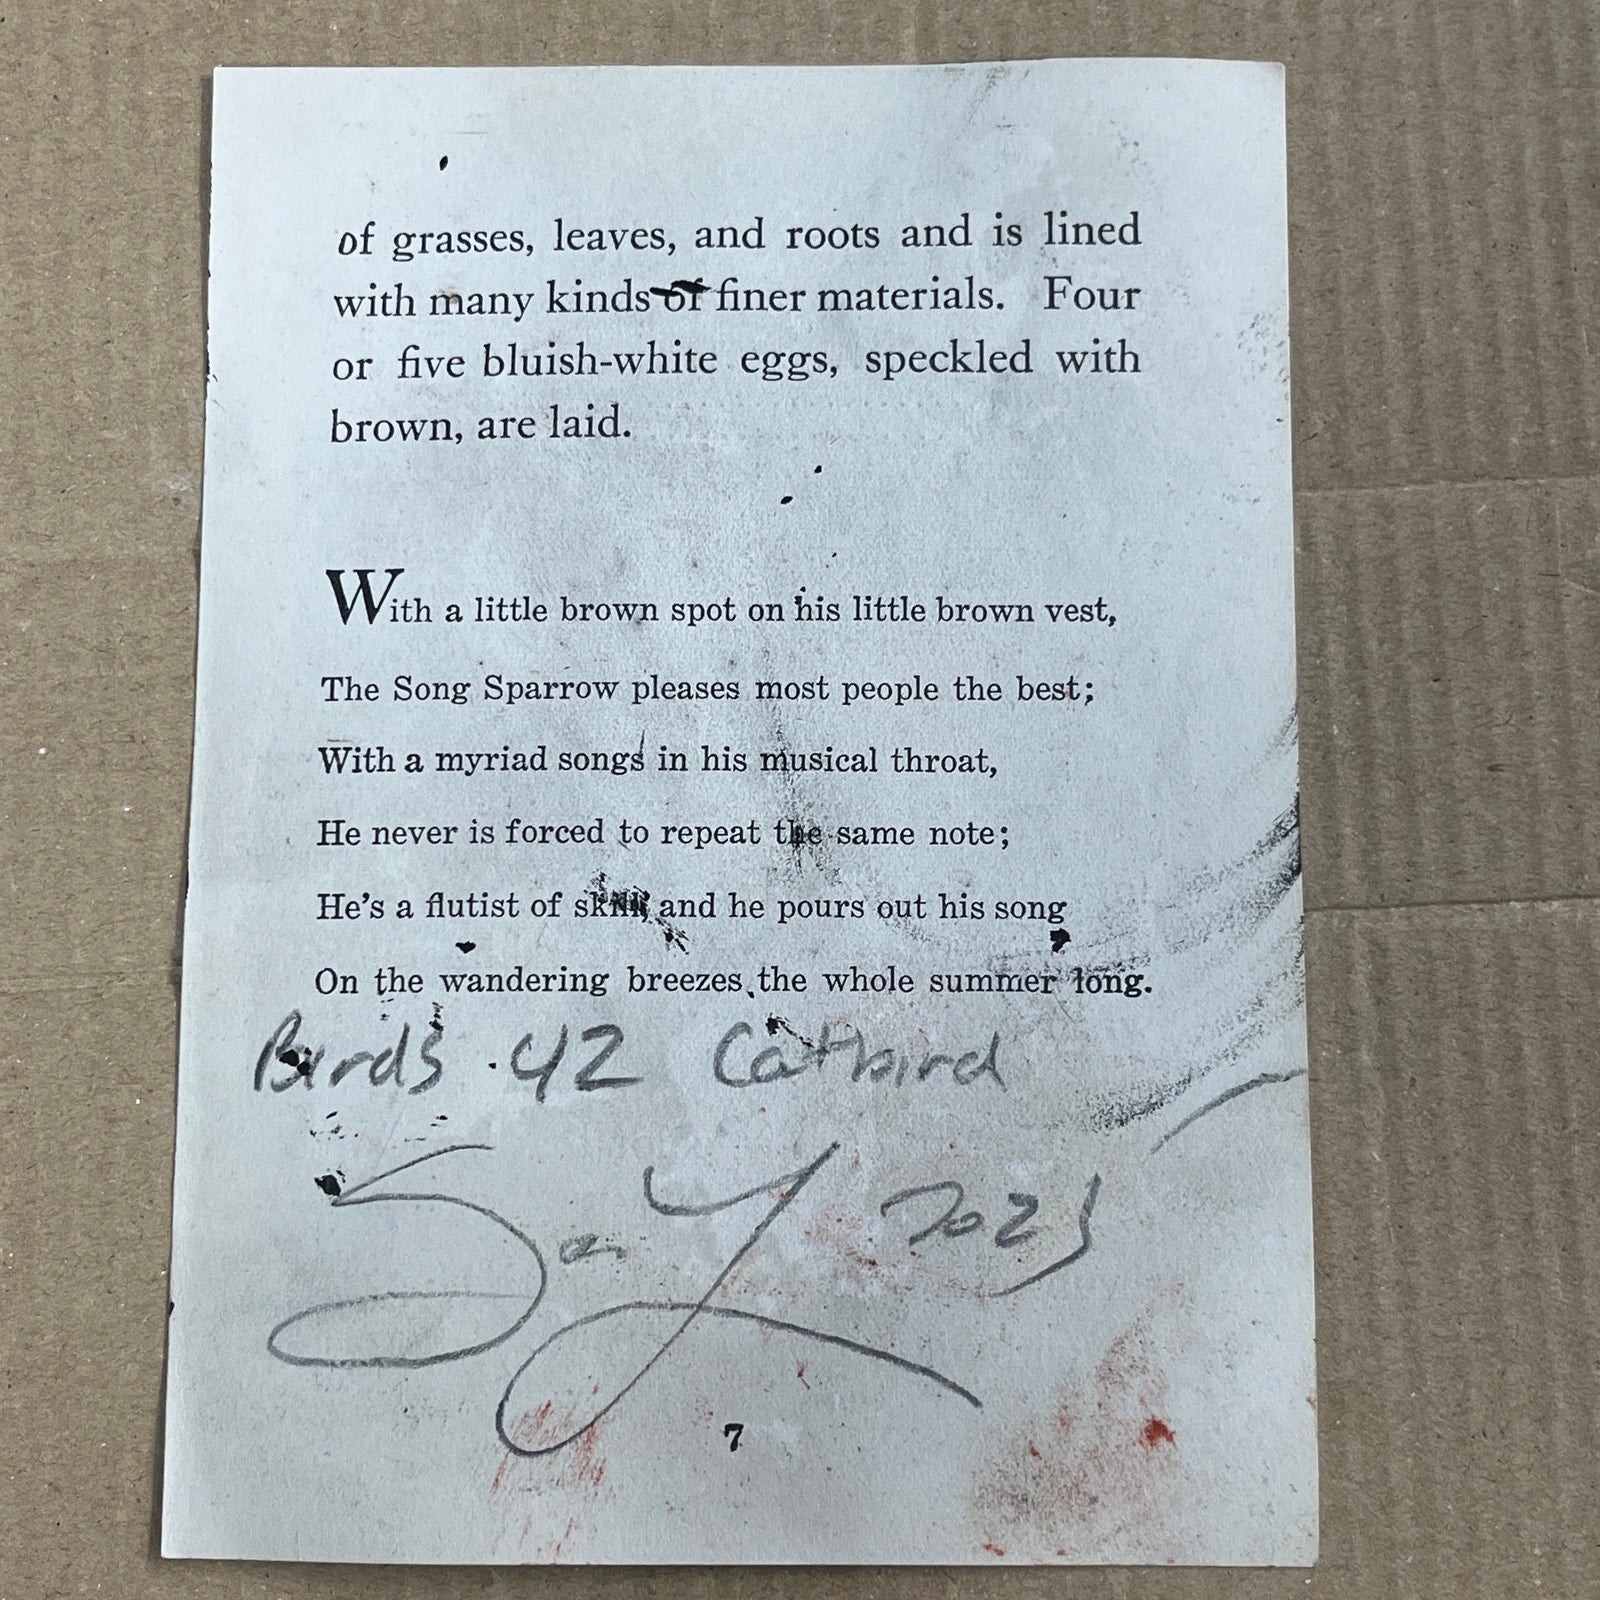 of grasses, leaves, and roots and is lined
with many kinds of finer materials. Four
or five bluish-white eggs, speckled with
brown, are laid.
With a little brown spot on his little brown vest,
The Song Sparrow pleases most people the best;
With a myriad songs in his musical throat,
He never is forced to repeat the same note;
He's a flutist of skill, and he pours out his song
On the wandering breezes the whole summer long.
Birds 42 Catbird
7